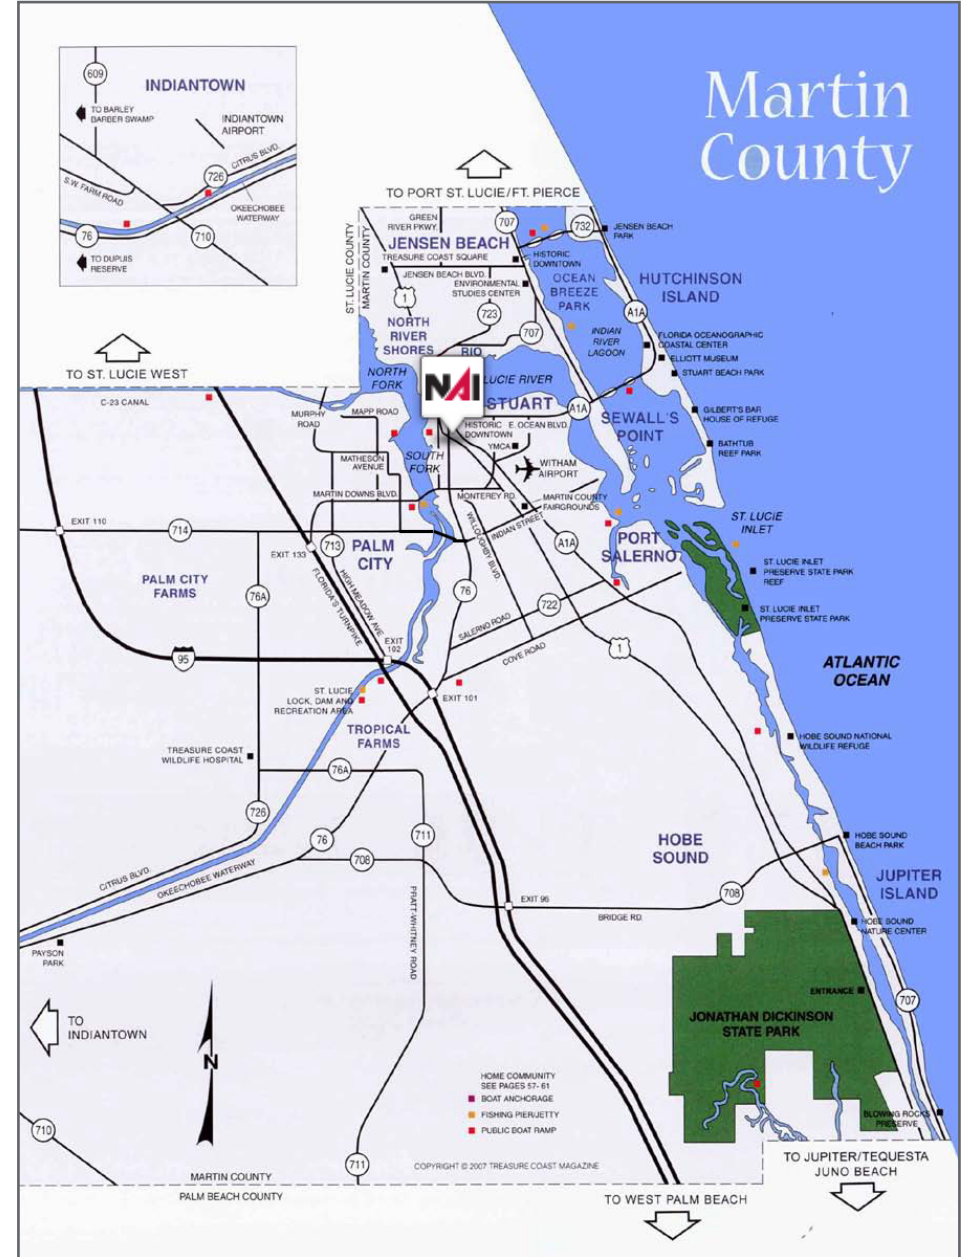 Martin
County
609
INDIANTOWN
TO BARLEY
BARBER SWAMP
INDIANTOWN
AIRPORT
CITRUS BLVD.
726
S.W. FARM ROAD
OKEECHOBEE
WATERWAY
76
710
TO DUPUIS
RESERVE
TO PORT ST. LUCIE/FT. PIERCE
ST. LUCIE COUNTY
MARTIN COUNTY
GREEN
RIVER PKWY.
707
732
JENSEN BEACH
PARK
JENSEN BEACH
TREASURE COAST SQUARE
HISTORIC
DOWNTOWN
JENSEN BEACH BLVD.
ENVIRONMENTAL
STUDIES CENTER
OCEAN
BREEZE
PARK
HUTCHINSON
ISLAND
1
723
707
A1A
NORTH
RIVER
SHORES
RIO
INDIAN
RIVER
LAGOON
FLORIDA OCEANOGRAPHIC
COASTAL CENTER
ELLIOTT MUSEUM
STUART BEACH PARK
TO ST. LUCIE WEST
NORTH
FORK
NAI
LUCIE RIVER
C-23 CANAL
MURPHY
ROAD
MAPP ROAD
STUART
A1A
SEWALL'S
POINT
GILBERT'S BAR
HOUSE OF REFUGE
HISTORIC
DOWNTOWN
E. OCEAN BLVD.
YMCA
BATHTUB
REEF PARK
MATHESON
AVENUE
SOUTH
FORK
WITHAM
AIRPORT
MARTIN DOWNS BLVD.
MONTEREY RD.
MARTIN COUNTY
FAIRGROUNDS
EXIT 110
714
WILLOUGHBY BLVD.
INDIAN STREET
A1A
ST. LUCIE
INLET
EXIT 133
713
PALM
CITY
PORT
SALERNO
ST. LUCIE INLET
PRESERVE STATE PARK
REEF
PALM CITY
FARMS
76A
HIGH MEADOW AVE.
FLORIDA'S TURNPIKE
76
722
ST. LUCIE INLET
PRESERVE STATE PARK
SALERNO ROAD
COVE ROAD
1
95
EXIT
102
ATLANTIC
OCEAN
ST. LUCIE
LOCK, DAM AND
RECREATION AREA
EXIT 101
TROPICAL
FARMS
HOBE SOUND NATIONAL
WILDLIFE REFUGE
TREASURE COAST
WILDLIFE HOSPITAL
76A
726
76
711
HOBE
SOUND
HOBE SOUND
BEACH PARK
CITRUS BLVD.
OKEECHOBEE WATERWAY
708
708
JUPITER
ISLAND
PRATT-WHITNEY ROAD
EXIT 96
BRIDGE RD.
HOBE SOUND
NATURE CENTER
PAYSON
PARK
ENTRANCE
707
TO
INDIANTOWN
JONATHAN DICKINSON
STATE PARK
N
HOME COMMUNITY
SEE PAGES 57- 61
BOAT ANCHORAGE
FISHING PIER/JETTY
PUBLIC BOAT RAMP
BLOWING ROCKS
PRESERVE
710
711
COPYRIGHT © 2007 TREASURE COAST MAGAZINE
MARTIN COUNTY
PALM BEACH COUNTY
TO WEST PALM BEACH
TO JUPITER/TEQUESTA
JUNO BEACH